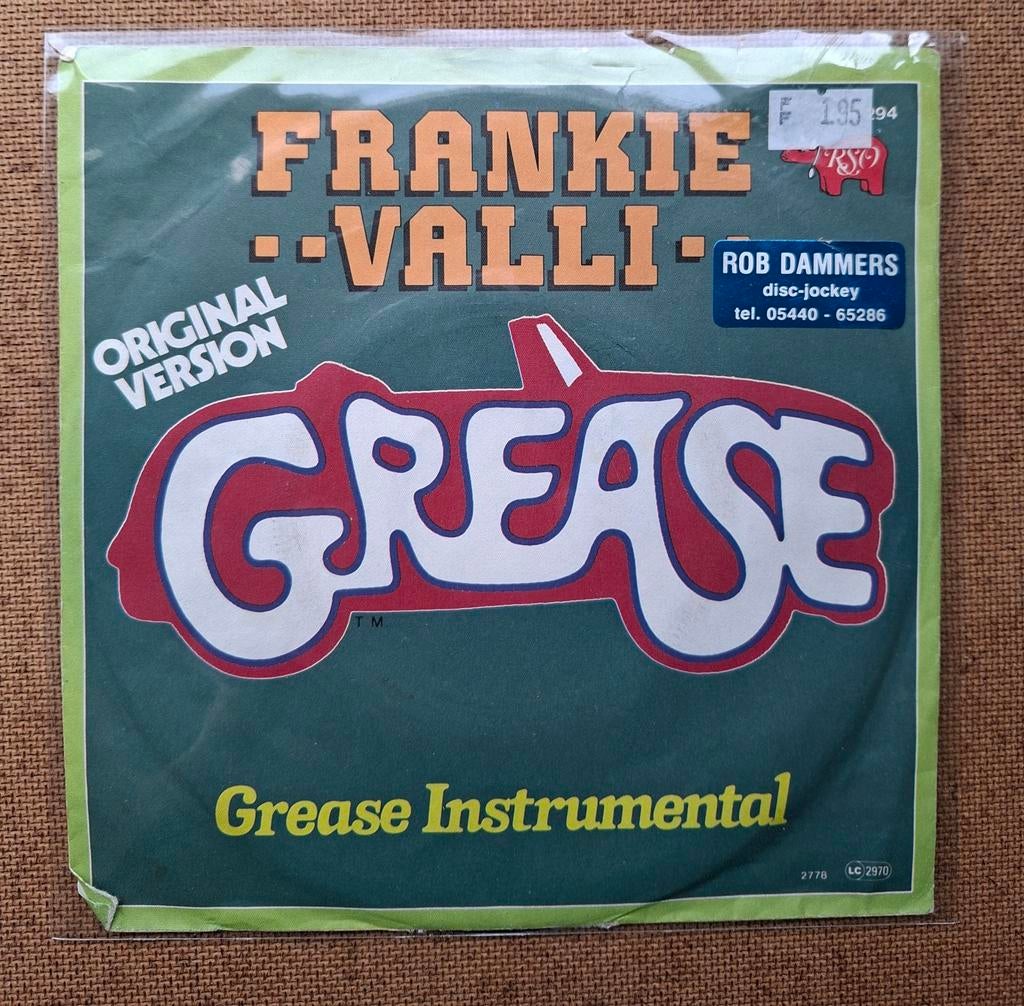 FRANKIE
··VALLI··
F 1.95
294
RSO
ROB DAMMERS
disc-jockey
tel. 05440 - 65286
ORIGINAL
VERSION
GREASE
TM
Grease Instrumental
2778 LC 2970